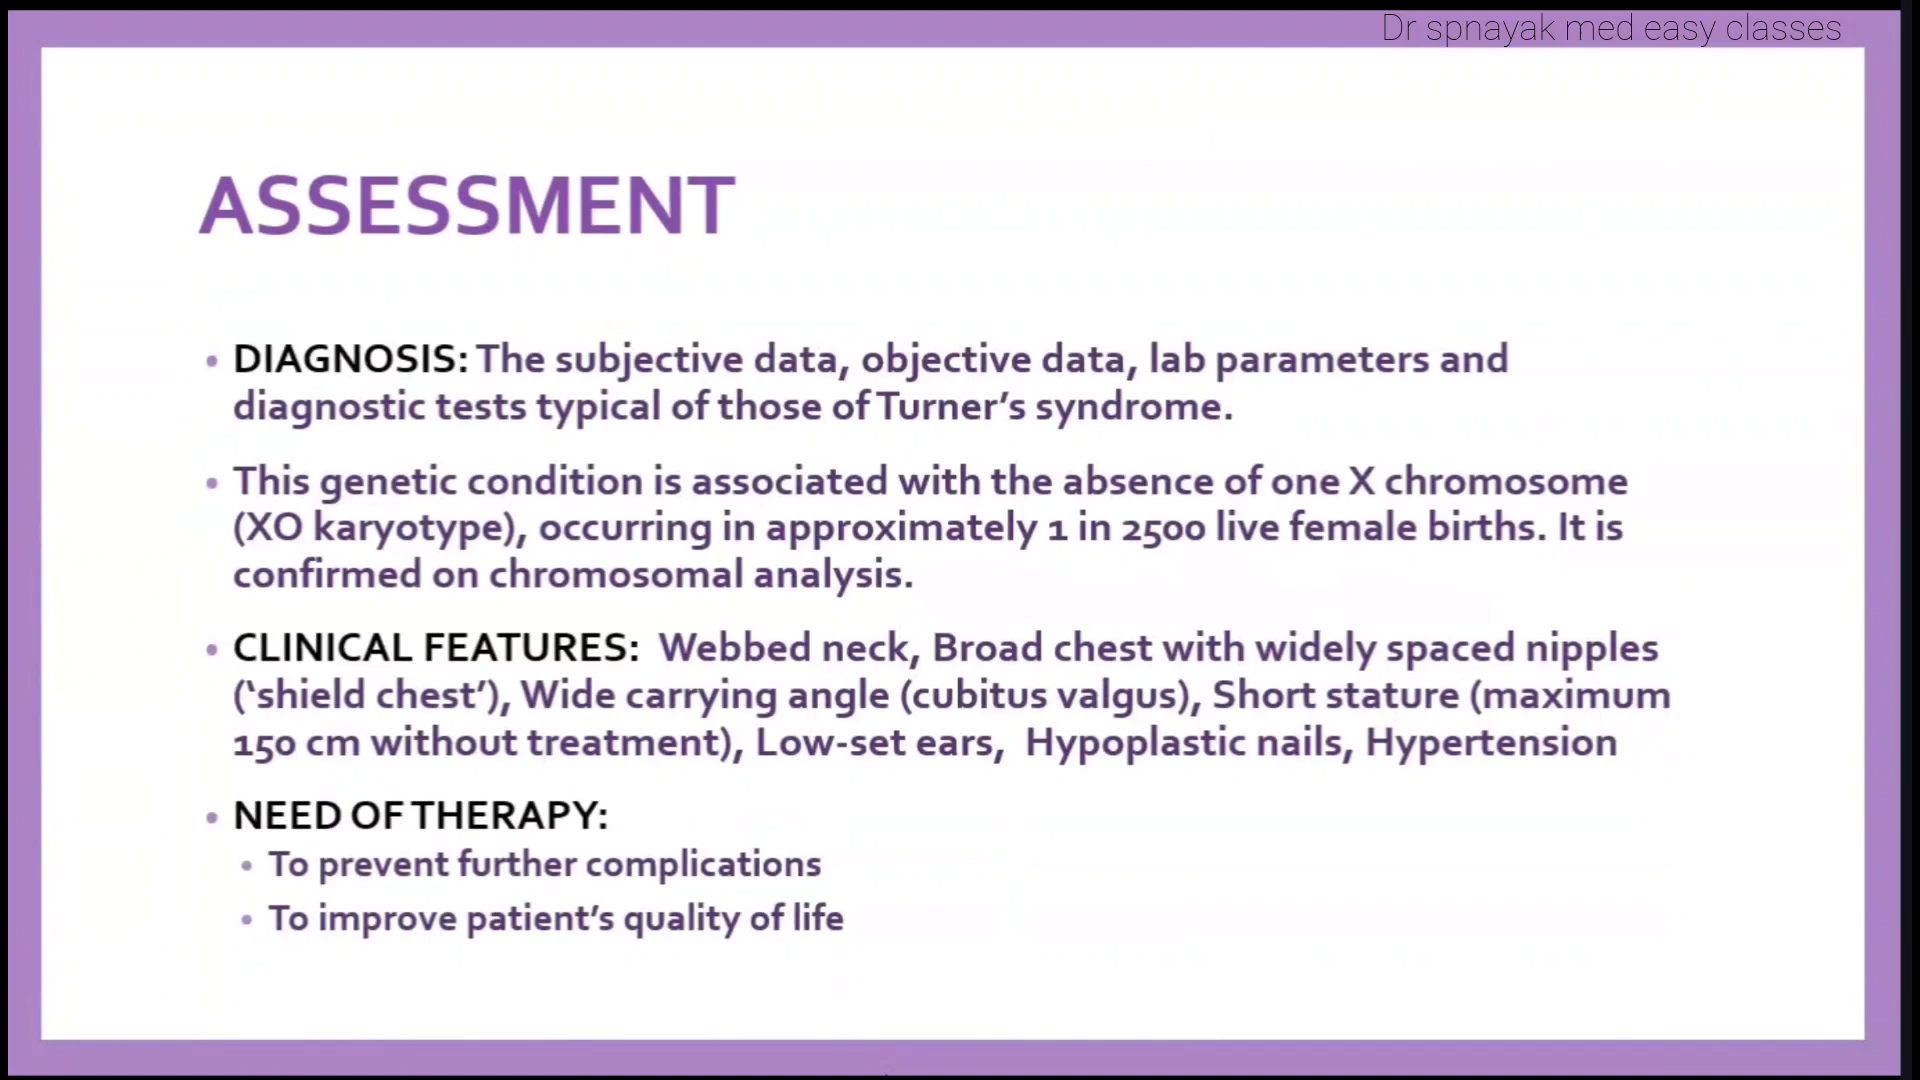 Dr spnayak med easy classes
ASSESSMENT
• DIAGNOSIS: The subjective data, objective data, lab parameters and
diagnostic tests typical of those of Turner’s syndrome.
• This genetic condition is associated with the absence of one X chromosome
(XO karyotype), occurring in approximately 1 in 2500 live female births. It is
confirmed on chromosomal analysis.
• CLINICAL FEATURES: Webbed neck, Broad chest with widely spaced nipples
(‘shield chest’), Wide carrying angle (cubitus valgus), Short stature (maximum
150 cm without treatment), Low-set ears, Hypoplastic nails, Hypertension
• NEED OF THERAPY:
• To prevent further complications
• To improve patient’s quality of life